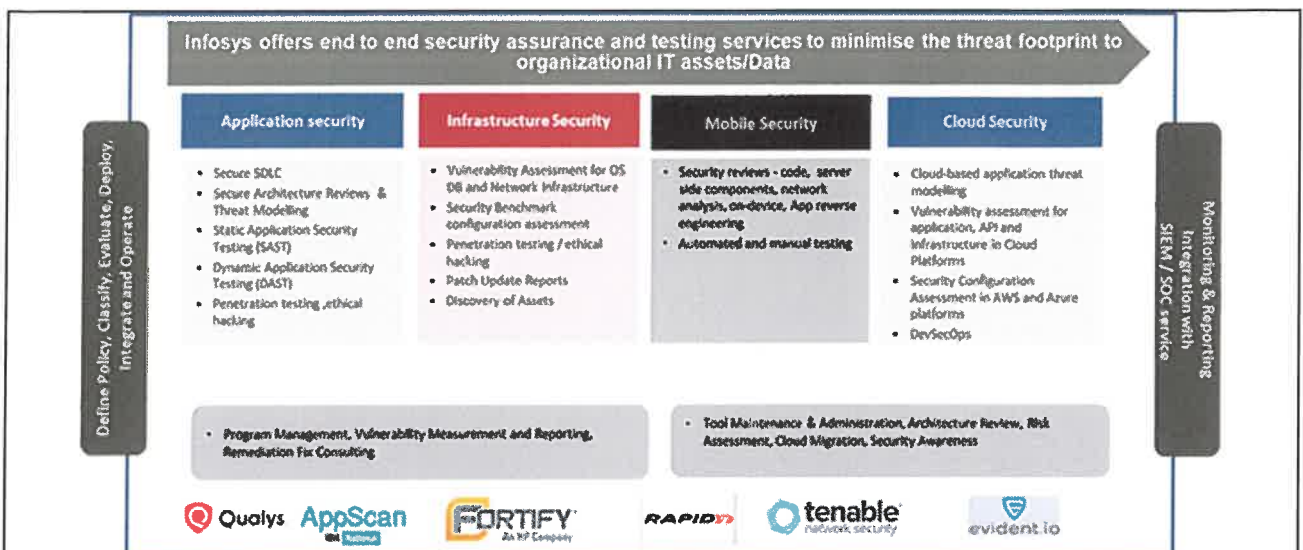 Infosys offers end to end security assurance and testing services to minimise the threat footprint to
organizational IT assets/Data
Define Policy, Classify, Evaluate, Deploy,
Integrate and Operate
Application security
• Secure SDLC
• Secure Architecture Reviews &
Threat Modelling
• Static Application Security
Testing (SAST)
• Dynamic Application Security
Testing (DAST)
• Penetration testing ,ethical
hacking
Infrastructure Security
• Vulnerability Assessment for OS
DB and Network Infrastructure
• Security Benchmark
configuration assessment
• Penetration testing / ethical
hacking
• Patch Update Reports
• Discovery of Assets
Mobile Security
• Security reviews - code, server
side components, network
analysis, on-device, App reverse
engineering
• Automated and manual testing
Cloud Security
• Cloud-based application threat
modelling
• Vulnerability assessment for
application, API and
Infrastructure in Cloud
Platforms
• Security Configuration
Assessment in AWS and Azure
platforms
• DevSecOps
Monitoring & Reporting
Integration with
SIEM / SOC service
• Program Management, Vulnerability Measurement and Reporting,
Remediation Fix Consulting
• Tool Maintenance & Administration, Architecture Review, Risk
Assessment, Cloud Migration, Security Awareness
Qualys
AppScan
IBM Rational
FORTIFY
An HP Company
RAPID7
tenable
network security
evident.io